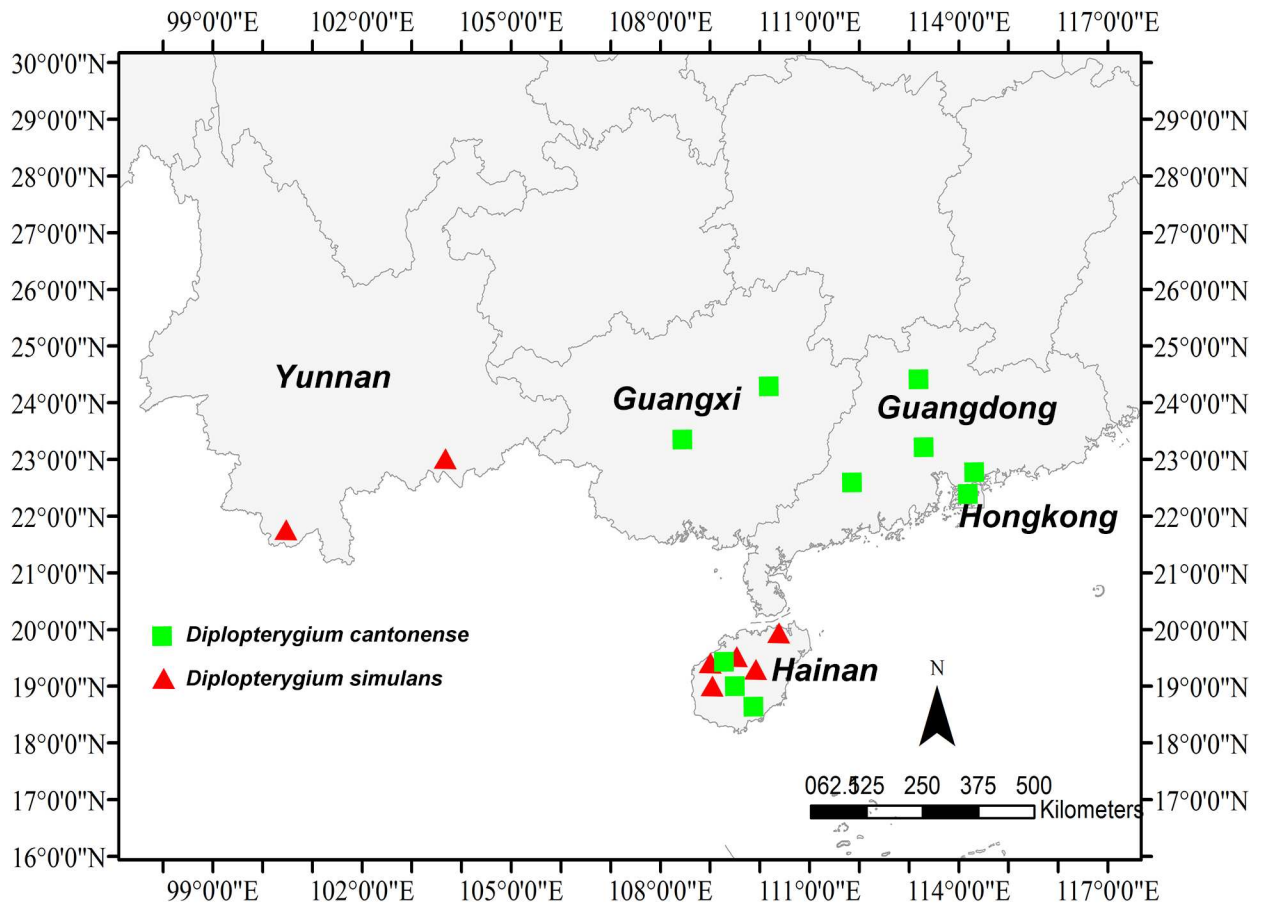 99°0'0"E 102°0'0"E 105°0'0"E 108°0'0"E 111°0'0"E 114°0'0"E 117°0'0"E
30°0'0"N
29°0'0"N 29°0'0"N
28°0'0"N 28°0'0"N
27°0'0"N 27°0'0"N
26°0'0"N 26°0'0"N
25°0'0"N 25°0'0"N
Yunnan
24°0'0"N Guangxi Guangdong 24°0'0"N
23°0'0"N 23°0'0"N
22°0'0"N Hongkong 22°0'0"N
21°0'0"N 21°0'0"N
20°0'0"N Diplopterygium cantonense 20°0'0"N
Diplopterygium simulans Hainan N
19°0'0"N 19°0'0"N
18°0'0"N 18°0'0"N
062.5125 250 375 500
17°0'0"N Kilometers 17°0'0"N
16°0'0"N
99°0'0"E 102°0'0"E 105°0'0"E 108°0'0"E 111°0'0"E 114°0'0"E 117°0'0"E